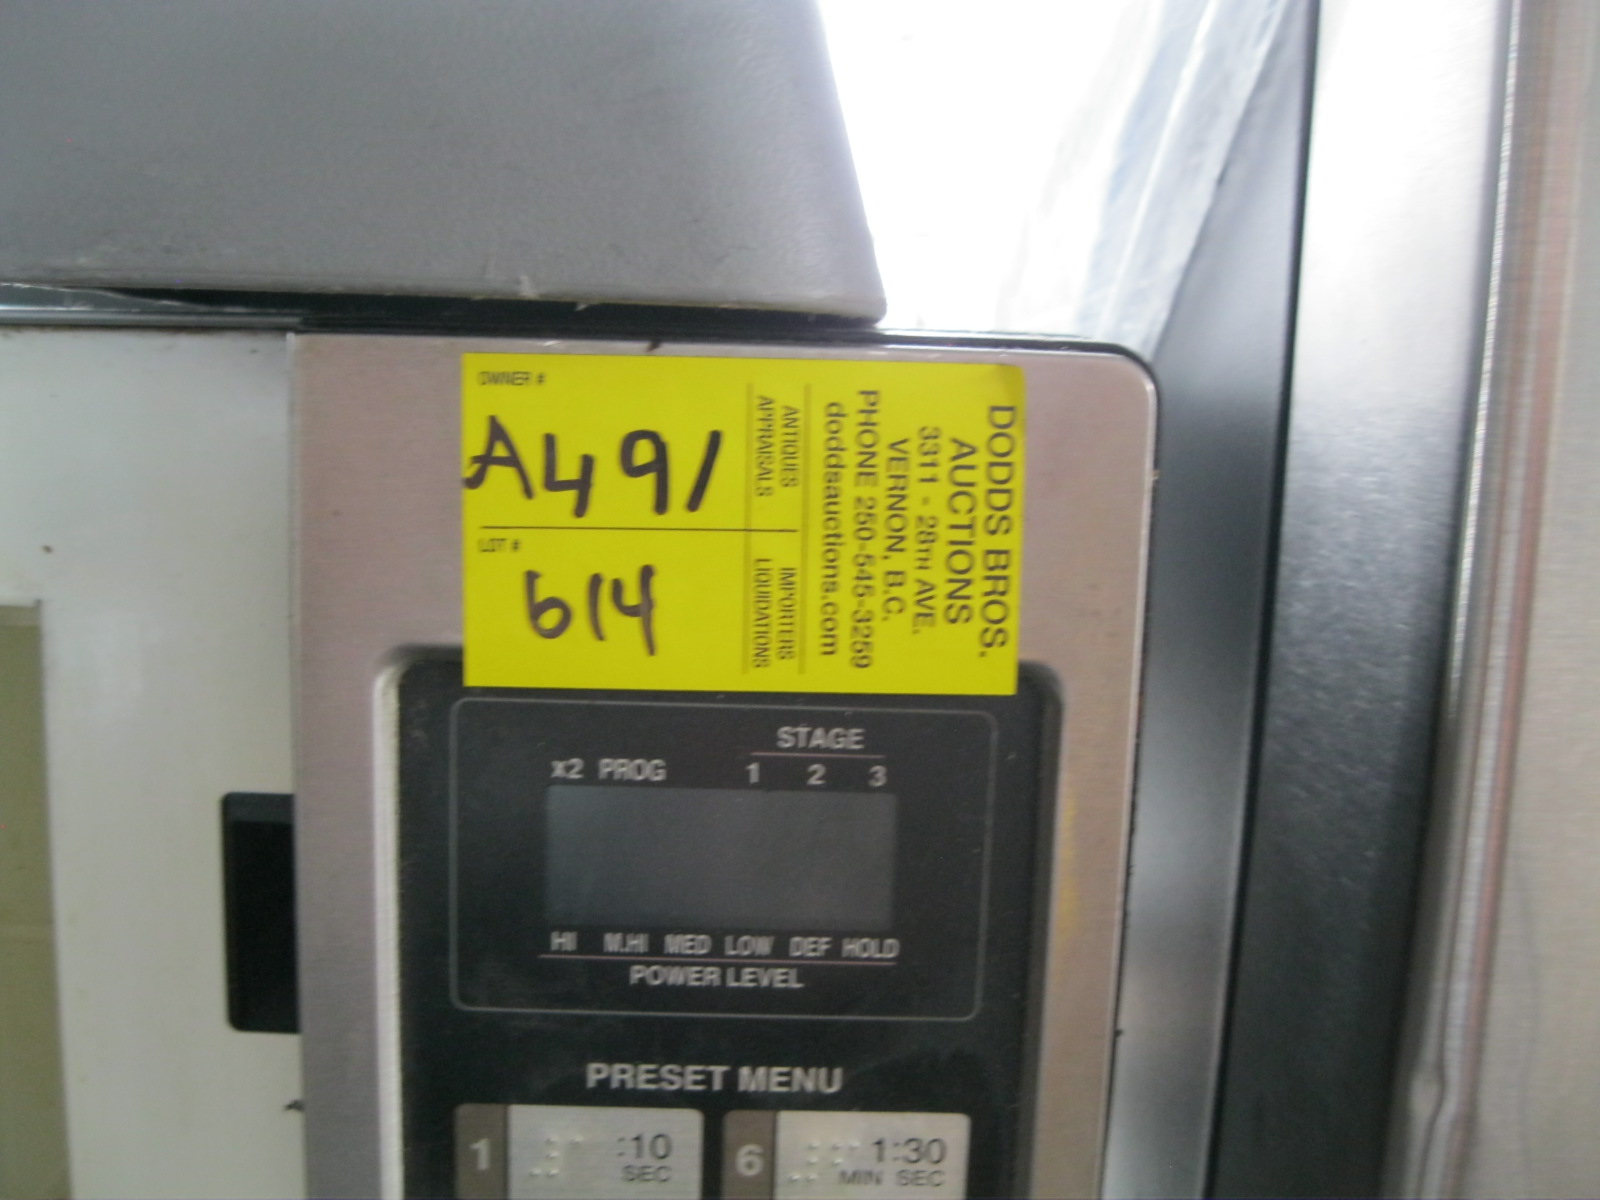 OWNER #
A491
LOT #
614
ANTIQUES
APPRAISALS
IMPORTERS
LIQUIDATIONS
DODDS BROS.
AUCTIONS
3311 - 28TH AVE.
VERNON, B.C.
PHONE 250-545-3259
doddsauctions.com
STAGE
x2 PROG 1 2 3
HI M.HI MED LOW DEF HOLD
POWER LEVEL
PRESET MENU
1 :10 SEC
6 1:30 MIN SEC